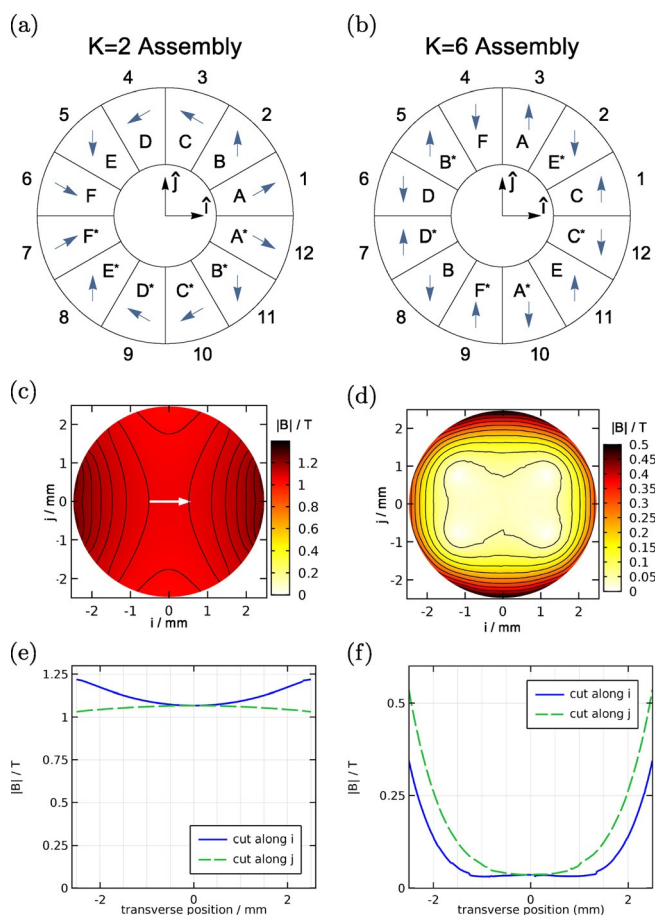 (a)
K=2 Assembly
4 3
5 2
D C
E B
6 F ĵ A 1
î
7 F* A* 12
E* B*
D* C*
8 11
9 10
(b)
K=6 Assembly
4 3
5 2
F A
B* E*
6 D ĵ C 1
î
7 D* C* 12
B E
F* A*
8 11
9 10
(c)
|B| / T
2
1
0
-1
-2
j / mm
-2 -1 0 1 2
i / mm
1.2
1
0.8
0.6
0.4
0.2
0
(d)
|B| / T
2
1
0
-1
-2
j / mm
-2 -1 0 1 2
i / mm
0.5
0.45
0.4
0.35
0.3
0.25
0.2
0.15
0.1
0.05
0
(e)
1.25
1
0.75
0.5
0.25
0
|B| / T
cut along i
cut along j
-2 0 2
transverse position / mm
(f)
0.5
0.25
0
|B| / T
cut along i
cut along j
-2 0 2
transverse position (mm)